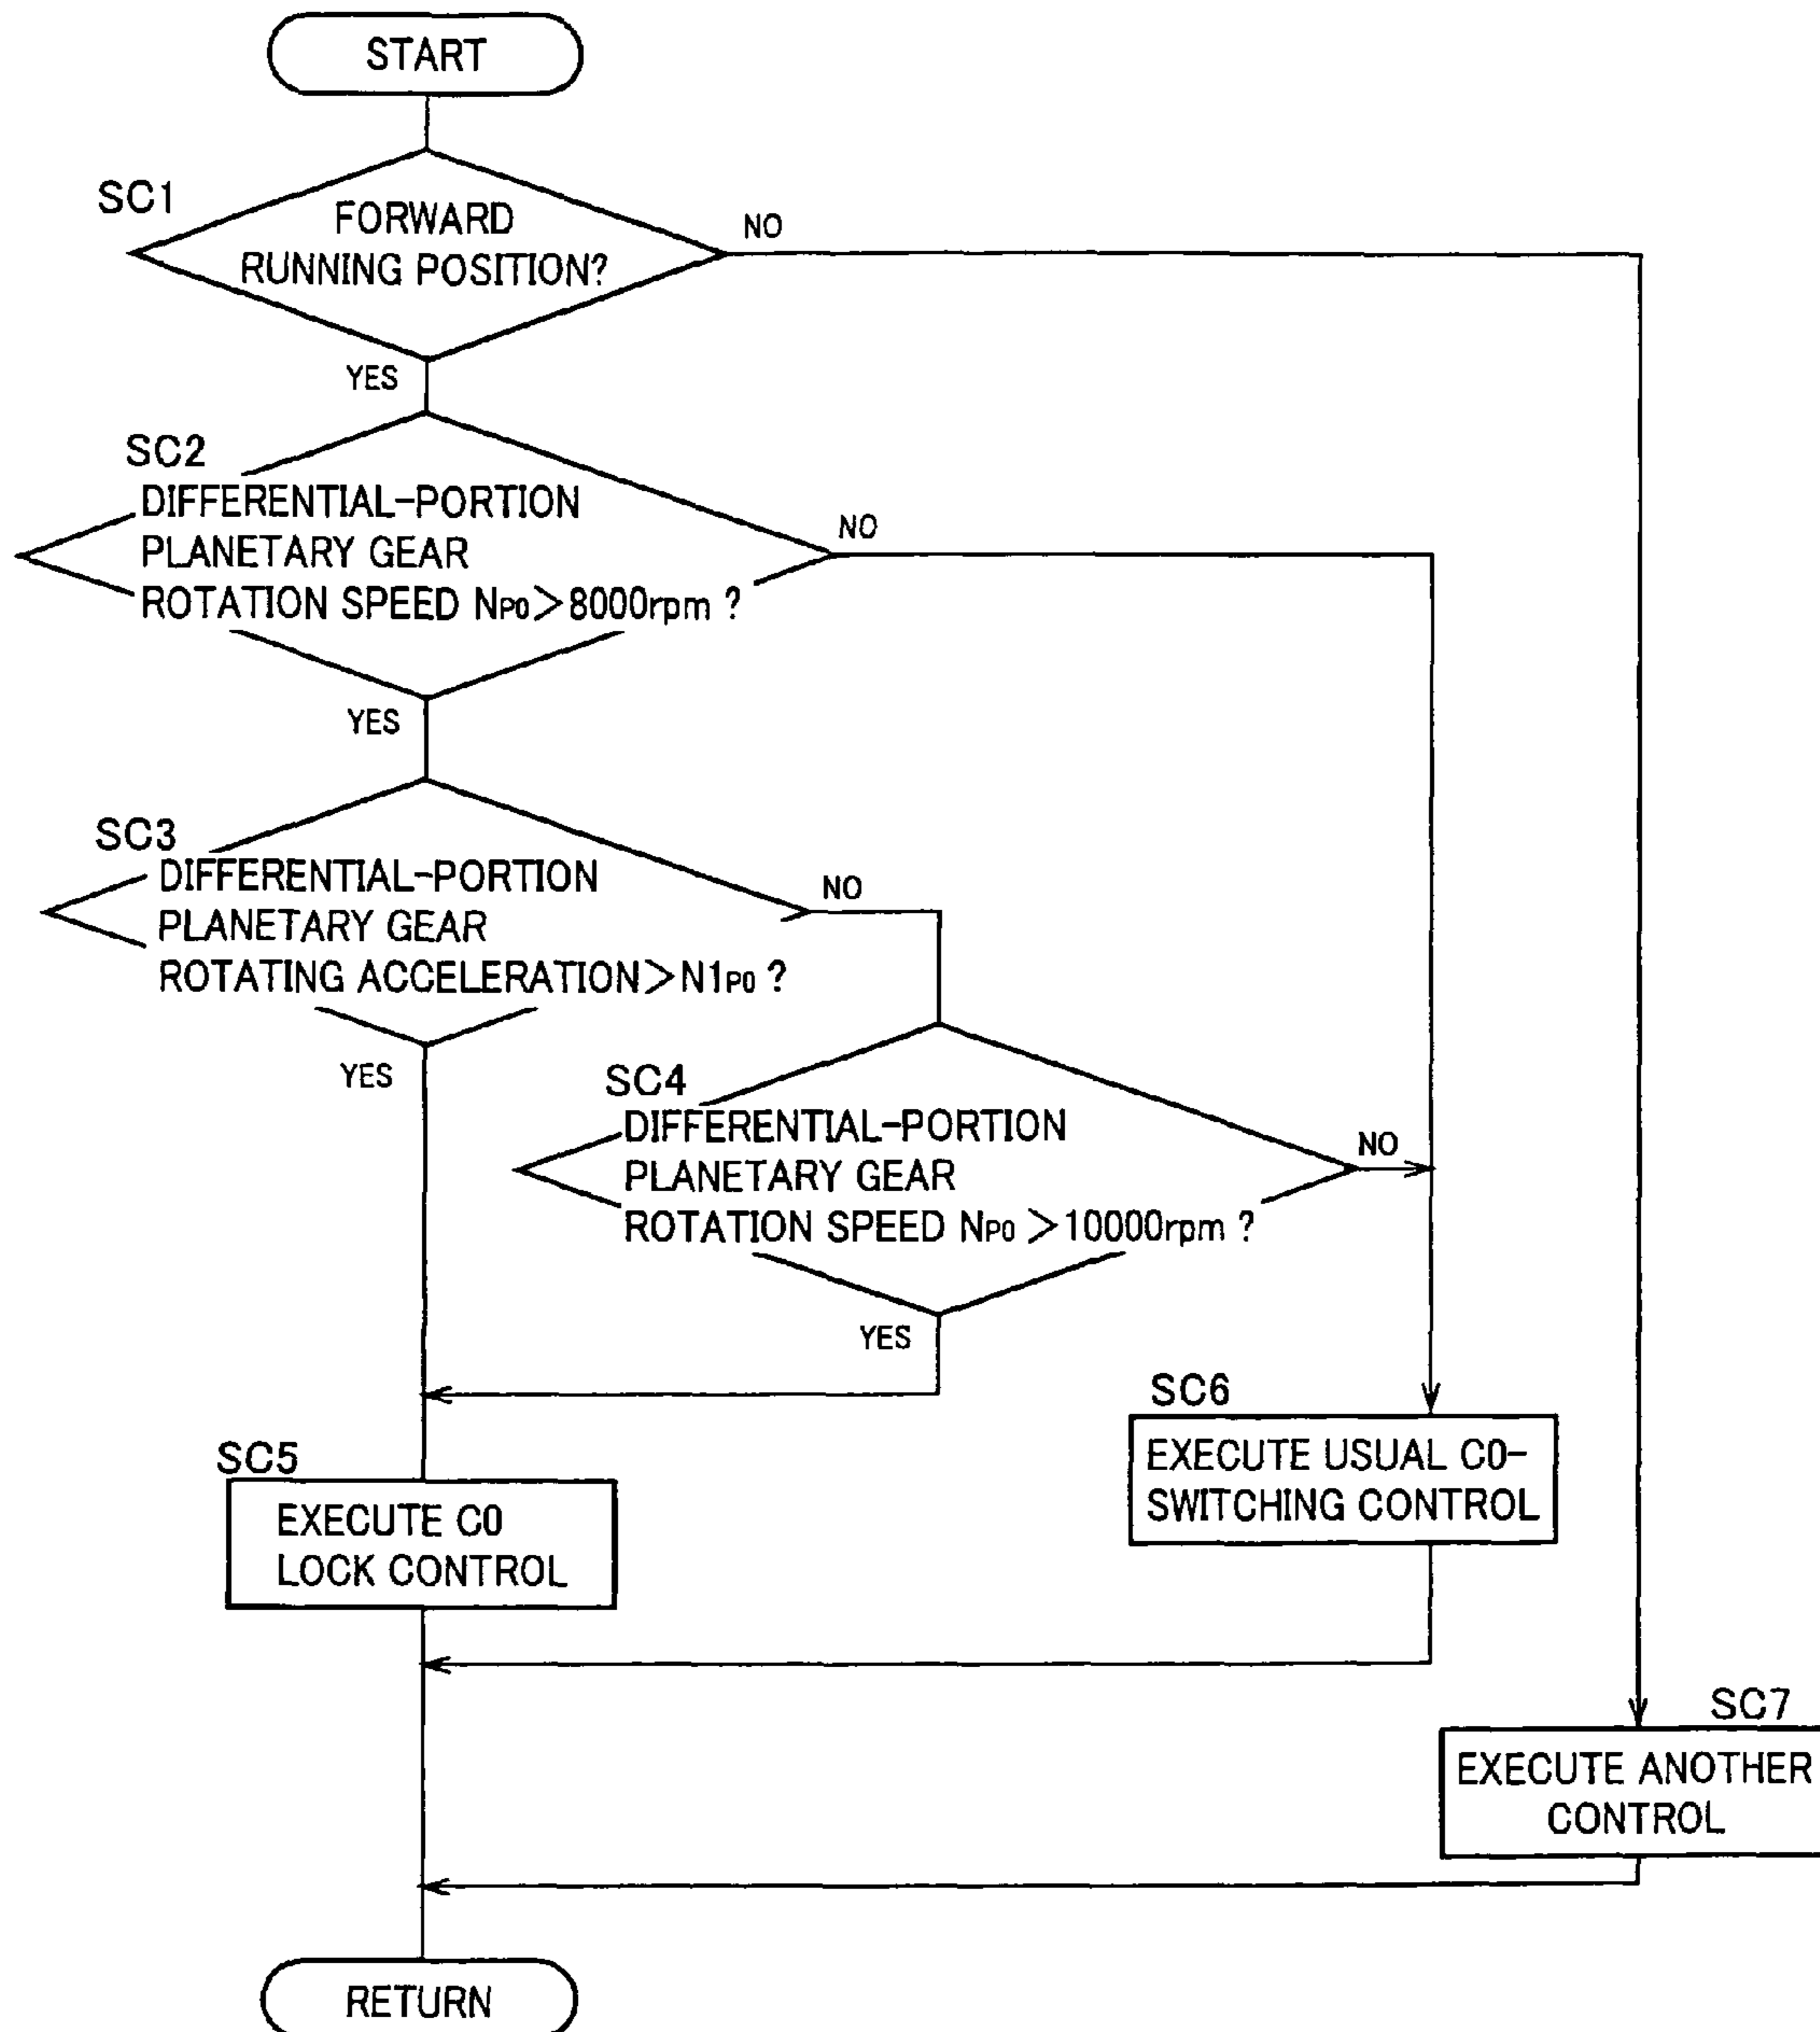 START
SC1
FORWARD
RUNNING POSITION?
NO
YES
SC2
DIFFERENTIAL-PORTION
PLANETARY GEAR
ROTATION SPEED NP0>8000rpm ?
NO
YES
SC3
DIFFERENTIAL-PORTION
PLANETARY GEAR
ROTATING ACCELERATION>N1P0 ?
NO
YES
SC4
DIFFERENTIAL-PORTION
PLANETARY GEAR
ROTATION SPEED NP0 >10000rpm ?
NO
YES
SC5
EXECUTE C0
LOCK CONTROL
SC6
EXECUTE USUAL C0-
SWITCHING CONTROL
SC7
EXECUTE ANOTHER
CONTROL
RETURN